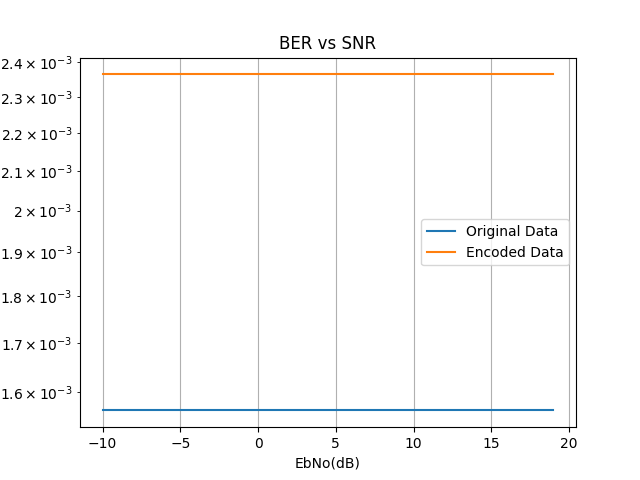 BER vs SNR
2.4 × 10⁻³
2.3 × 10⁻³
2.2 × 10⁻³
2.1 × 10⁻³
2 × 10⁻³
1.9 × 10⁻³
1.8 × 10⁻³
1.7 × 10⁻³
1.6 × 10⁻³
Original Data
Encoded Data
−10 −5 0 5 10 15 20
EbNo(dB)